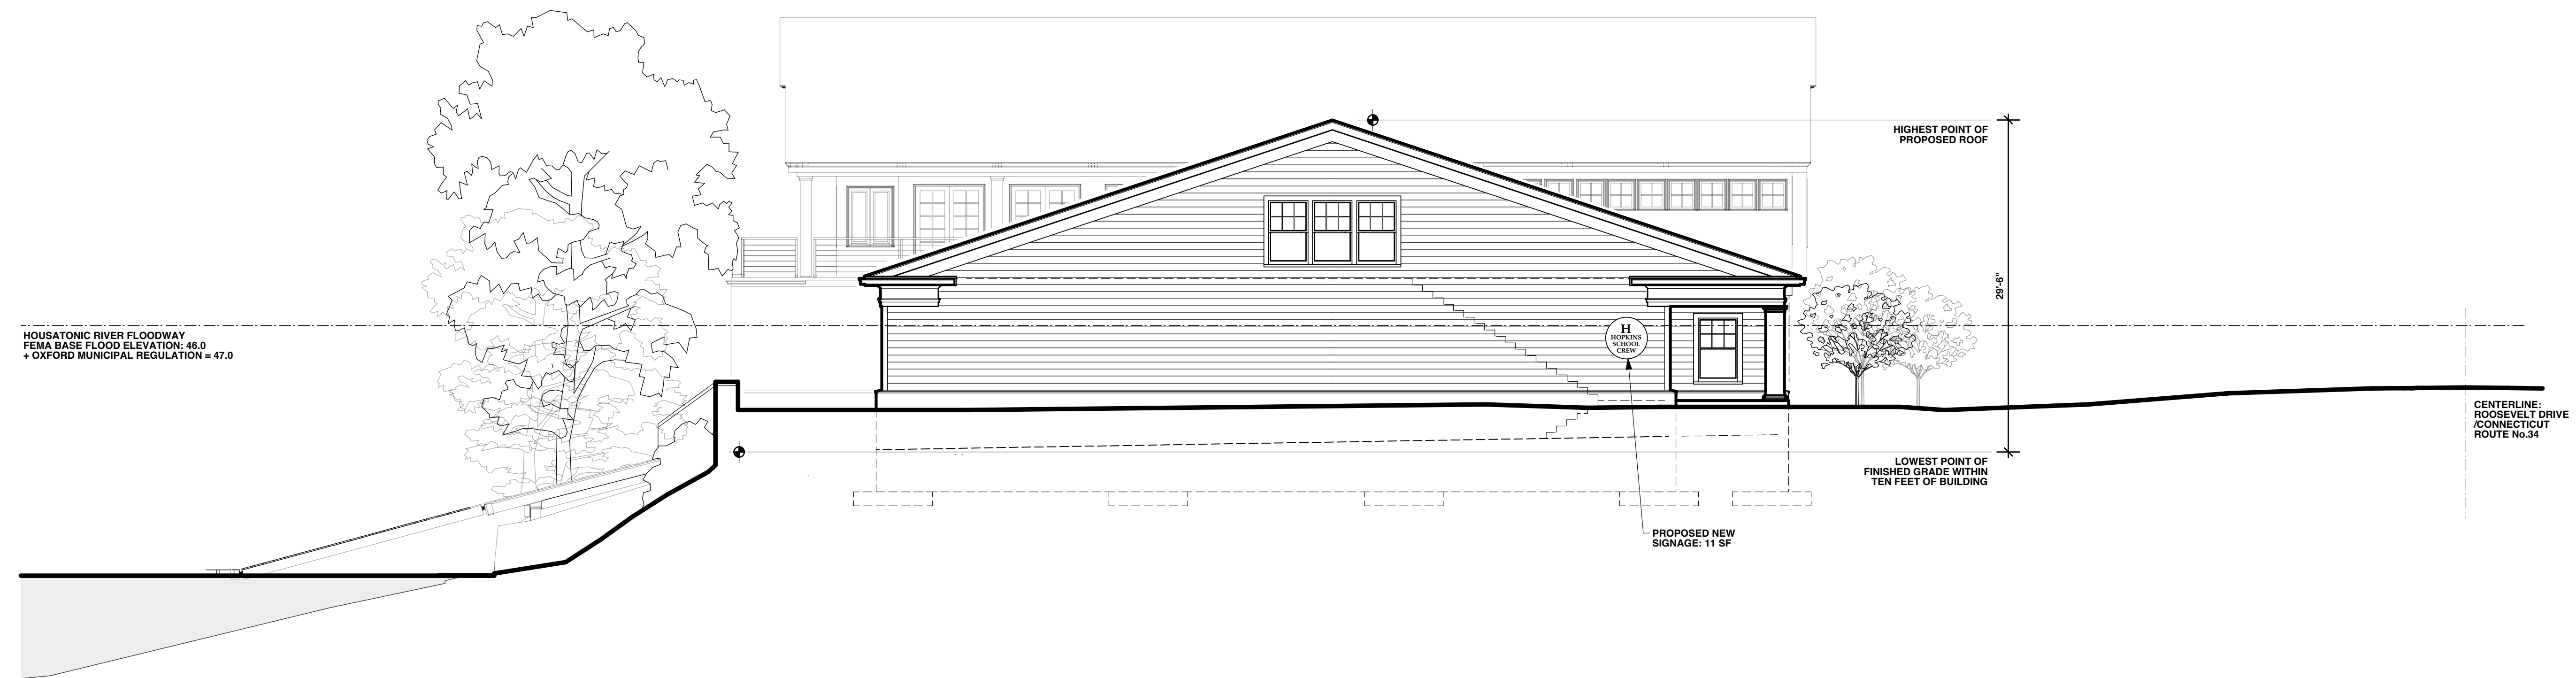 HIGHEST POINT OF
PROPOSED ROOF
29'-6"
HOUSATONIC RIVER FLOODWAY
FEMA BASE FLOOD ELEVATION: 46.0
+ OXFORD MUNICIPAL REGULATION = 47.0
H
HOPKINS
SCHOOL
CREW
CENTERLINE:
ROOSEVELT DRIVE
/CONNECTICUT
ROUTE No.34
LOWEST POINT OF
FINISHED GRADE WITHIN
TEN FEET OF BUILDING
PROPOSED NEW
SIGNAGE: 11 SF